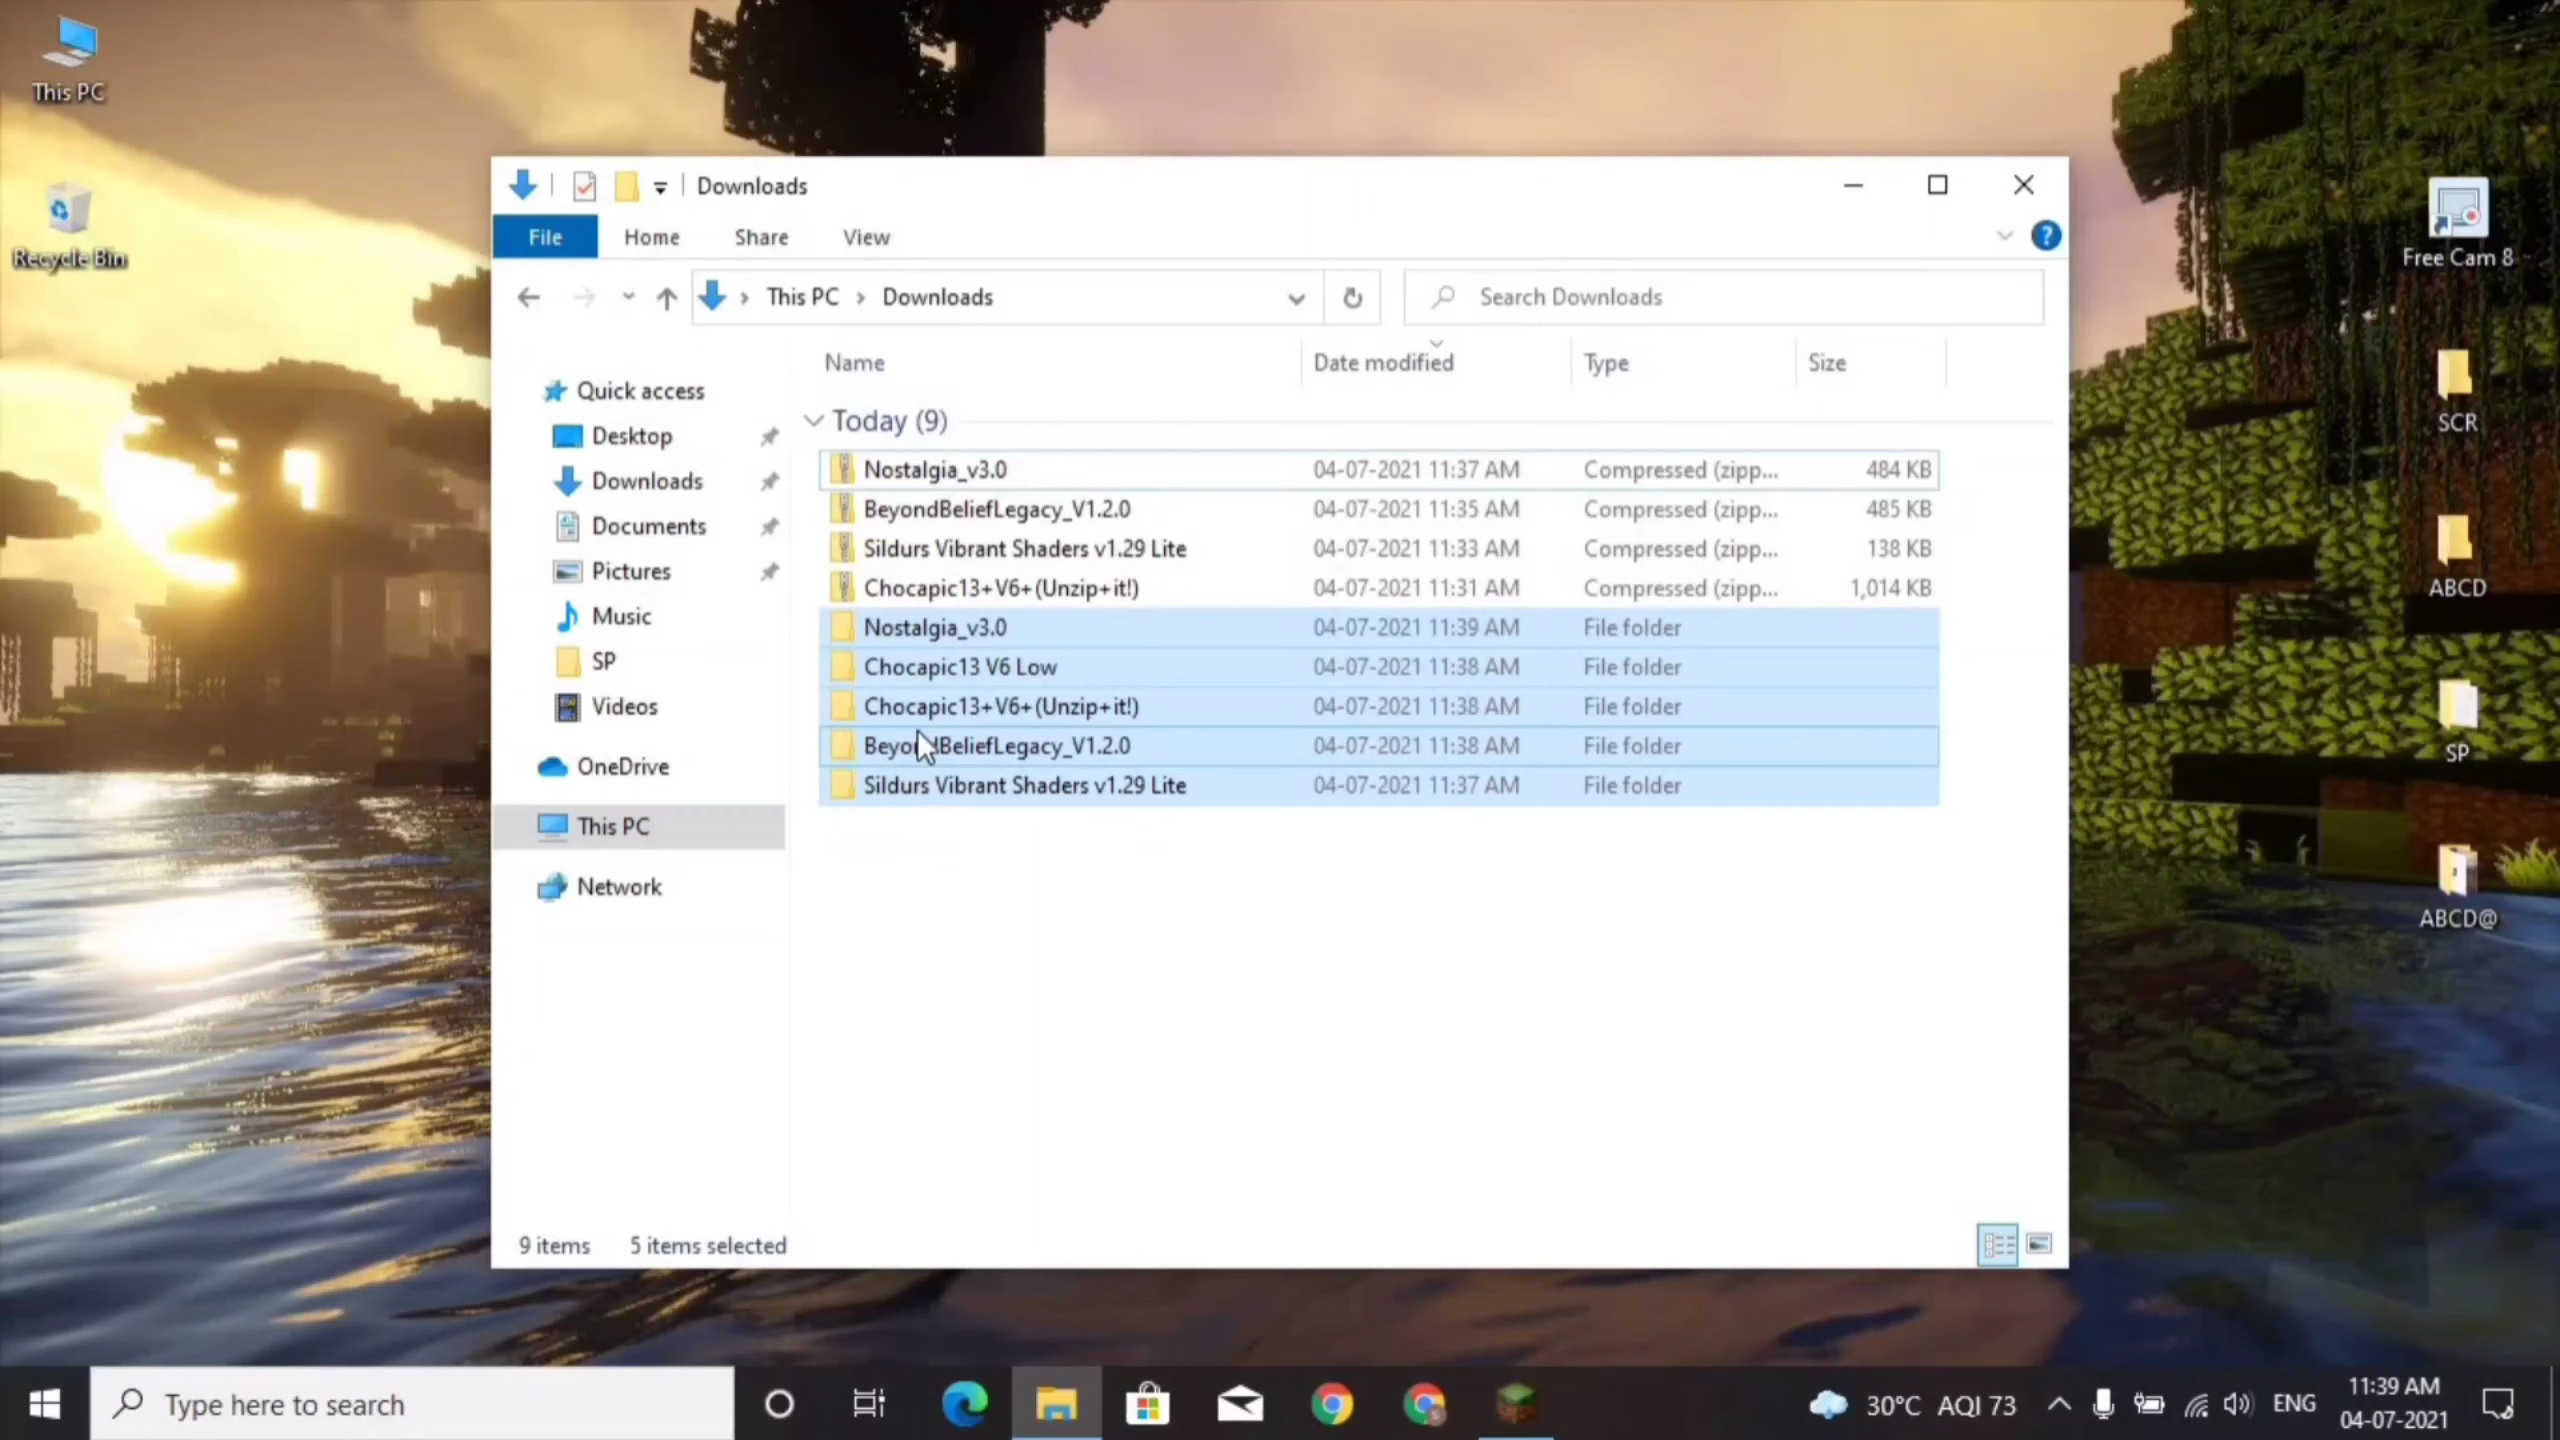 This PC
Recycle Bin
Downloads
File Home Share View
This PC > Downloads
Search Downloads
Name Date modified Type Size
Quick access
Desktop
Downloads
Documents
Pictures
Music
SP
Videos
OneDrive
This PC
Network
Today (9)
Nostalgia_v3.0 04-07-2021 11:37 AM Compressed (zipp... 484 KB
BeyondBeliefLegacy_V1.2.0 04-07-2021 11:35 AM Compressed (zipp... 485 KB
Sildurs Vibrant Shaders v1.29 Lite 04-07-2021 11:33 AM Compressed (zipp... 138 KB
Chocapic13+V6+(Unzip+it!) 04-07-2021 11:31 AM Compressed (zipp... 1,014 KB
Nostalgia_v3.0 04-07-2021 11:39 AM File folder
Chocapic13 V6 Low 04-07-2021 11:38 AM File folder
Chocapic13+V6+(Unzip+it!) 04-07-2021 11:38 AM File folder
BeyondBeliefLegacy_V1.2.0 04-07-2021 11:38 AM File folder
Sildurs Vibrant Shaders v1.29 Lite 04-07-2021 11:37 AM File folder
9 items 5 items selected
Free Cam 8
SCR
ABCD
SP
ABCD@
Type here to search
30°C AQI 73
ENG
11:39 AM
04-07-2021